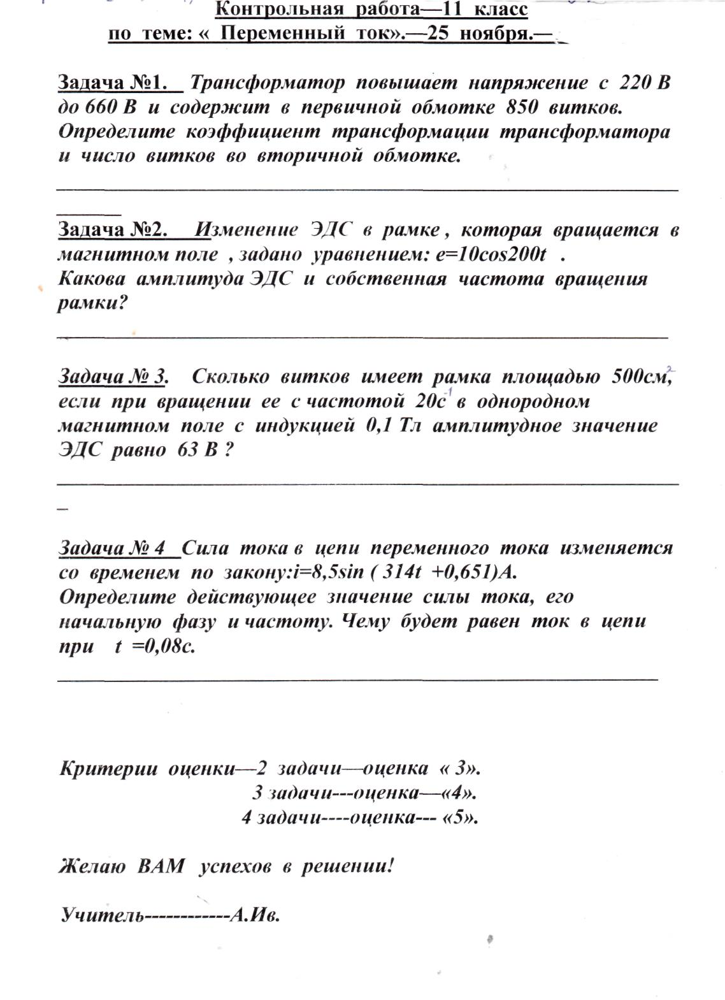 Контрольная работа—11 класс
по теме: « Переменный ток».—25 ноября.—
Задача №1. Трансформатор повышает напряжение с 220 В
до 660 В и содержит в первичной обмотке 850 витков.
Определите коэффициент трансформации трансформатора
и число витков во вторичной обмотке.
Задача №2. Изменение ЭДС в рамке , которая вращается в
магнитном поле , задано уравнением: e=10cos200t .
Какова амплитуда ЭДС и собственная частота вращения
рамки?
Задача № 3. Сколько витков имеет рамка площадью 500см²,
если при вращении ее с частотой 20с⁻¹ в однородном
магнитном поле с индукцией 0,1 Тл амплитудное значение
ЭДС равно 63 В ?
Задача № 4 Сила тока в цепи переменного тока изменяется
со временем по закону:i=8,5sin ( 314t +0,651)А.
Определите действующее значение силы тока, его
начальную фазу и частоту. Чему будет равен ток в цепи
при t =0,08с.
Критерии оценки—2 задачи—оценка « 3».
3 задачи---оценка—«4».
4 задачи----оценка--- «5».
Желаю ВАМ успехов в решении!
Учитель------------А.Ив.